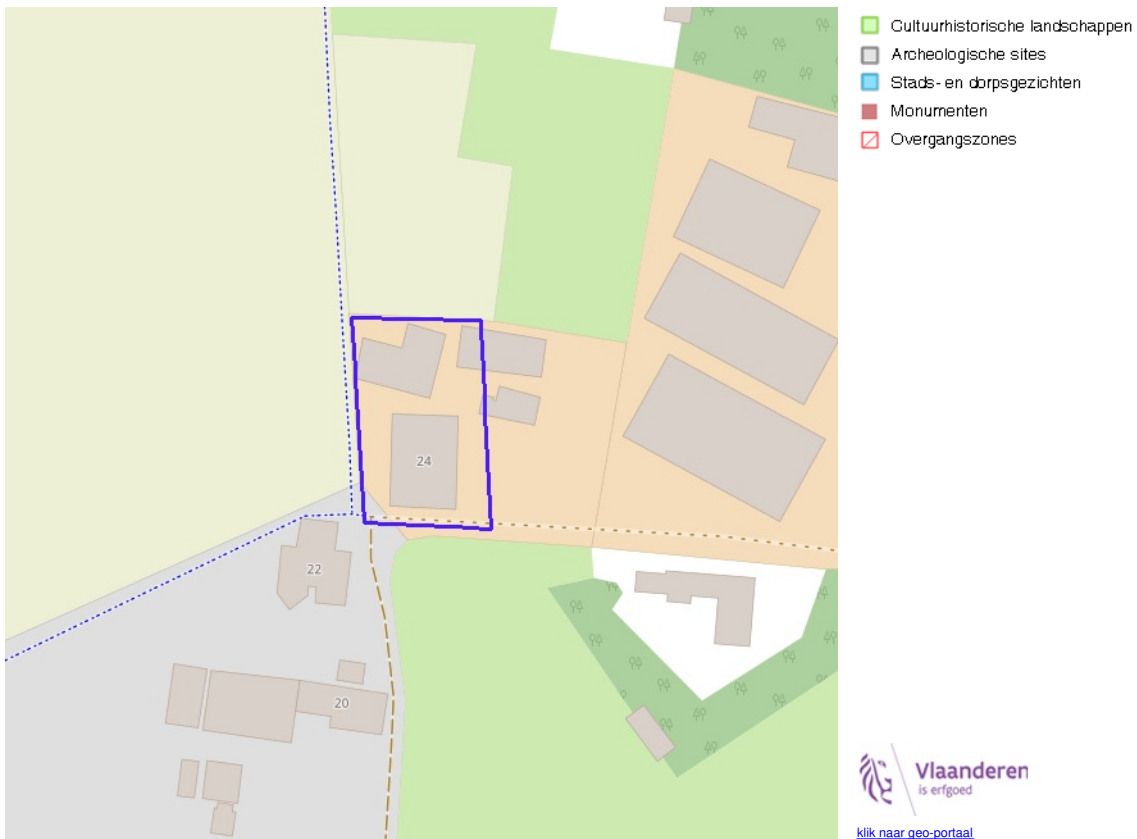 Cultuurhistorische landschappen
Archeologische sites
Stads- en dorpsgezichten
Monumenten
Overgangszones
24
22
20
Vlaanderen
is erfgoed
klik naar geo-portaal